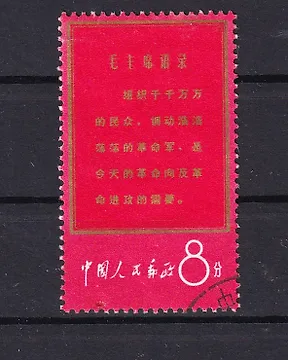 毛主席语录
组织千千万万
的民众，调动浩浩
荡荡的革命军，是
今天的革命向反革
命进攻的需要。
中国人民邮政 8分
中